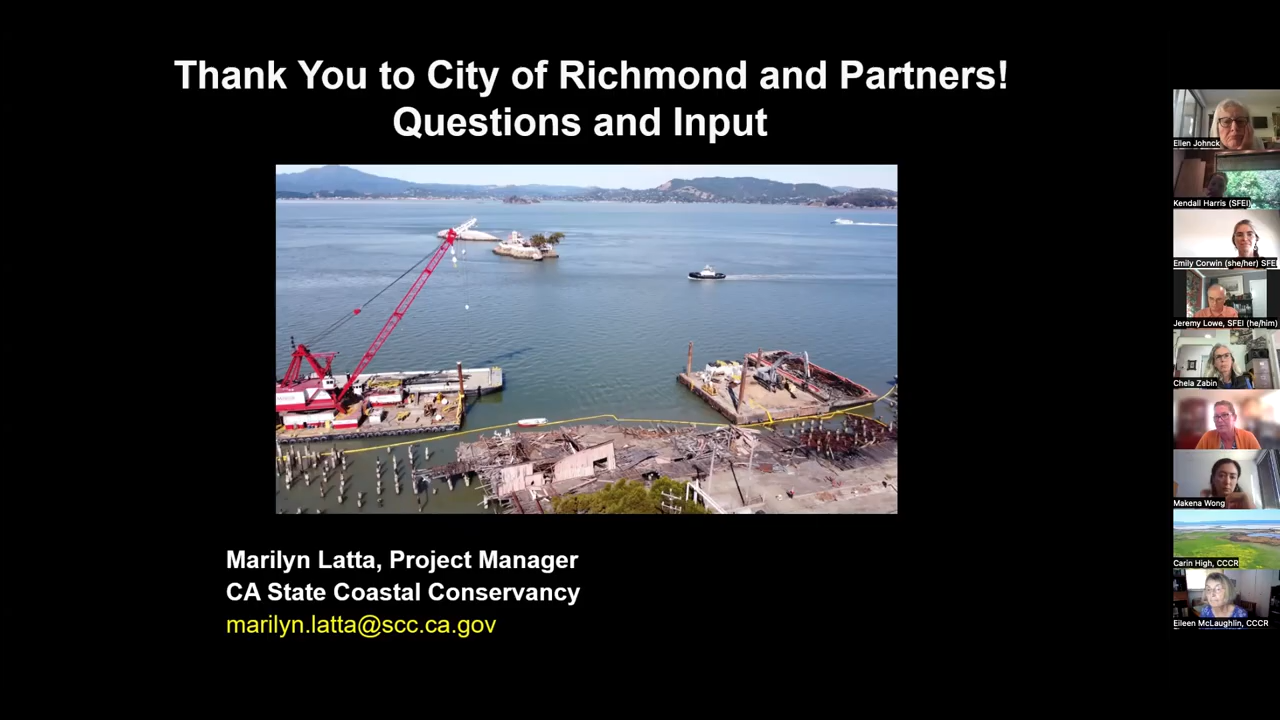 Thank You to City of Richmond and Partners!
Questions and Input
Marilyn Latta, Project Manager
CA State Coastal Conservancy
marilyn.latta@scc.ca.gov
Ellen Johnck
Kendall Harris (SFEI)
Emily Corwin (she/her) SFEI
Jeremy Lowe, SFEI (he/him)
Chela Zabin
Makena Wong
Carin High, CCCR
Eileen McLaughlin, CCCR